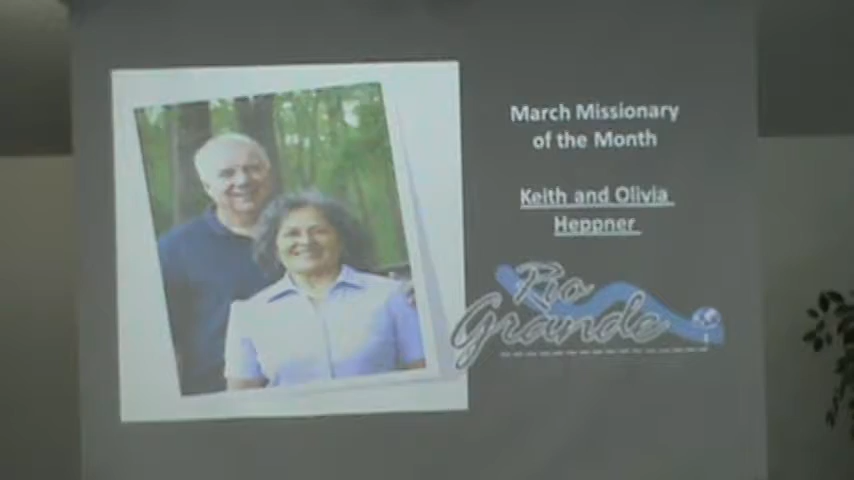 March Missionary
of the Month
Keith and Olivia
Heppner
Rio
Grande